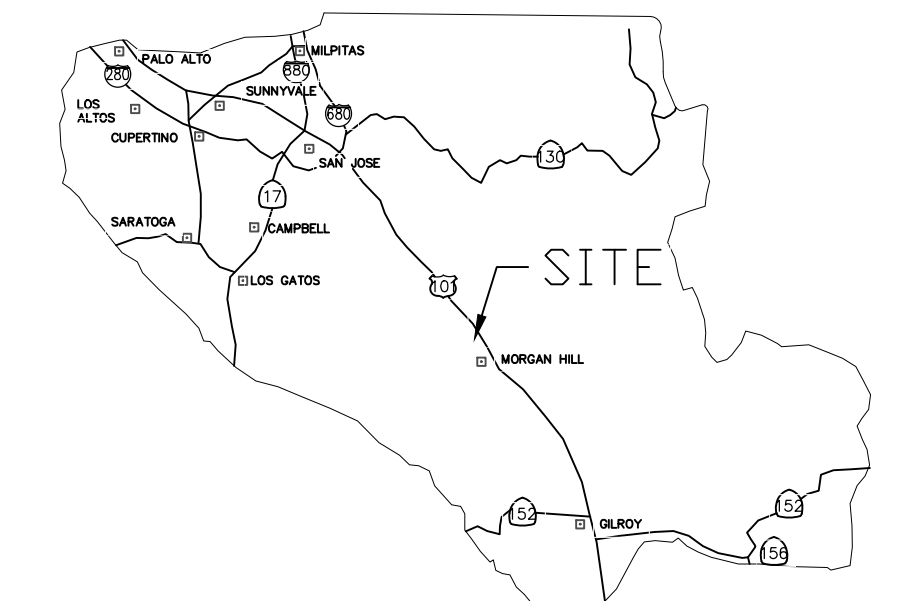 PALO ALTO
MILPITAS
280
880
SUNNYVALE
LOS
ALTOS
680
CUPERTINO
SAN JOSE
130
17
SARATOGA
CAMPBELL
SITE
LOS GATOS
101
MORGAN HILL
152
GILROY
152
156